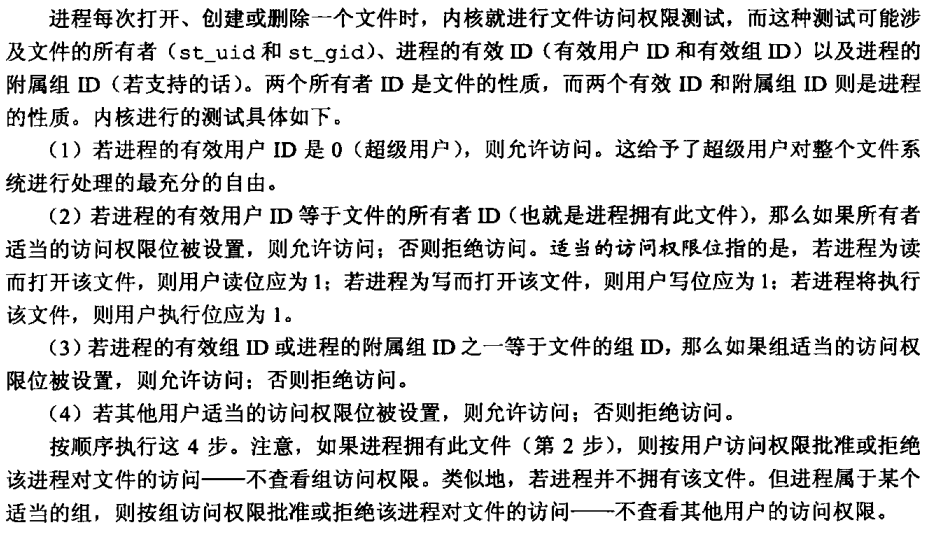 进程每次打开、创建或删除一个文件时，内核就进行文件访问权限测试，而这种测试可能涉
及文件的所有者（st_uid 和 st_gid）、进程的有效 ID（有效用户 ID 和有效组 ID）以及进程的
附属组 ID（若支持的话）。两个所有者 ID 是文件的性质，而两个有效 ID 和附属组 ID 则是进程
的性质。内核进行的测试具体如下。
（1）若进程的有效用户 ID 是 0（超级用户），则允许访问。这给予了超级用户对整个文件系
统进行处理的最充分的自由。
（2）若进程的有效用户 ID 等于文件的所有者 ID（也就是进程拥有此文件），那么如果所有者
适当的访问权限位被设置，则允许访问；否则拒绝访问。适当的访问权限位指的是，若进程为读
而打开该文件，则用户读位应为 1；若进程为写而打开该文件，则用户写位应为 1；若进程将执行
该文件，则用户执行位应为 1。
（3）若进程的有效组 ID 或进程的附属组 ID 之一等于文件的组 ID，那么如果组适当的访问权
限位被设置，则允许访问；否则拒绝访问。
（4）若其他用户适当的访问权限位被设置，则允许访问；否则拒绝访问。
按顺序执行这 4 步。注意，如果进程拥有此文件（第 2 步），则按用户访问权限批准或拒绝
该进程对文件的访问——不查看组访问权限。类似地，若进程并不拥有该文件。但进程属于某个
适当的组，则按组访问权限批准或拒绝该进程对文件的访问——不查看其他用户的访问权限。